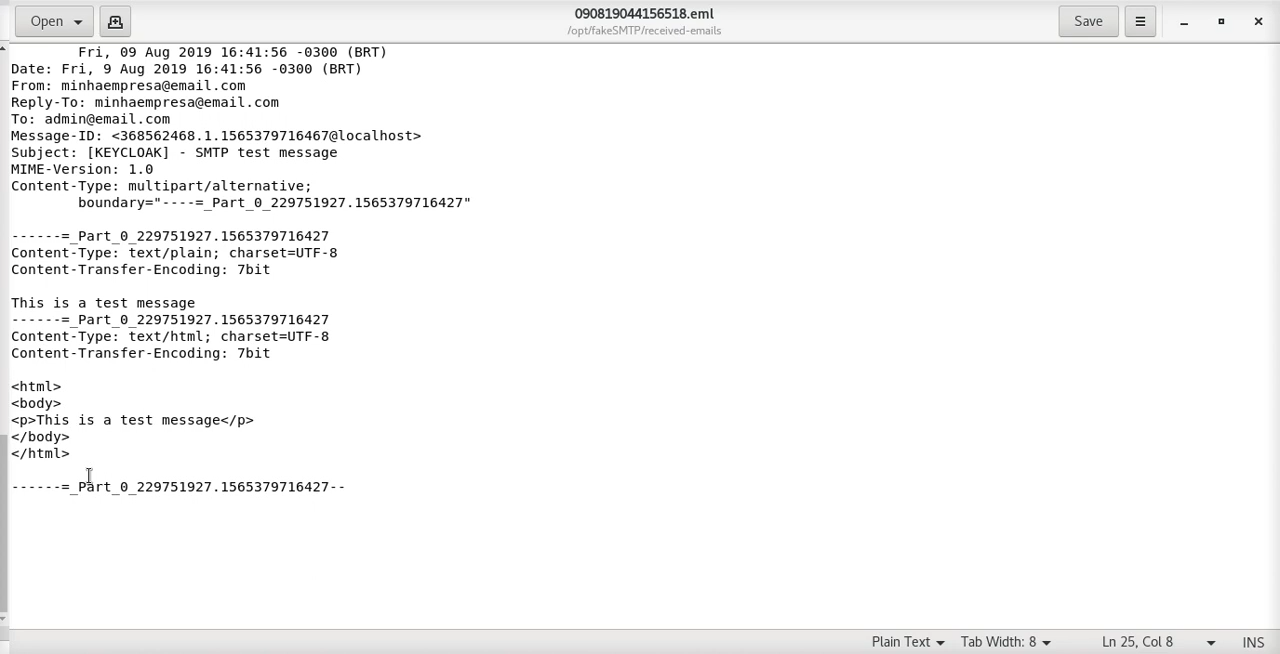 Open
090819044156518.eml
/opt/fakeSMTP/received-emails
Save
Fri, 09 Aug 2019 16:41:56 -0300 (BRT)
Date: Fri, 9 Aug 2019 16:41:56 -0300 (BRT)
From: minhaempresa@email.com
Reply-To: minhaempresa@email.com
To: admin@email.com
Message-ID: <368562468.1.1565379716467@localhost>
Subject: [KEYCLOAK] - SMTP test message
MIME-Version: 1.0
Content-Type: multipart/alternative;
boundary="----=_Part_0_229751927.1565379716427"
------=_Part_0_229751927.1565379716427
Content-Type: text/plain; charset=UTF-8
Content-Transfer-Encoding: 7bit
This is a test message
------=_Part_0_229751927.1565379716427
Content-Type: text/html; charset=UTF-8
Content-Transfer-Encoding: 7bit
<html>
<body>
<p>This is a test message</p>
</body>
</html>
------=_Part_0_229751927.1565379716427--
Plain Text Tab Width: 8 Ln 25, Col 8 INS